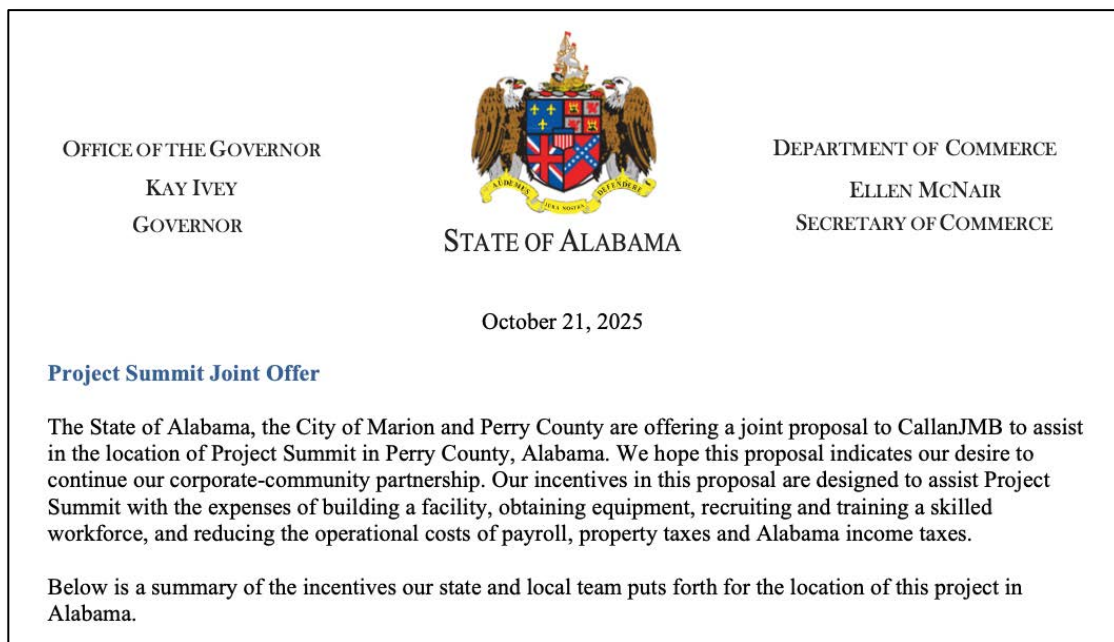 OFFICE OF THE GOVERNOR
KAY IVEY
GOVERNOR
AUDEMUS
JURA NOSTRA
DEFENDERE
STATE OF ALABAMA
DEPARTMENT OF COMMERCE
ELLEN MCNAIR
SECRETARY OF COMMERCE
October 21, 2025
Project Summit Joint Offer
The State of Alabama, the City of Marion and Perry County are offering a joint proposal to CallanJMB to assist
in the location of Project Summit in Perry County, Alabama. We hope this proposal indicates our desire to
continue our corporate-community partnership. Our incentives in this proposal are designed to assist Project
Summit with the expenses of building a facility, obtaining equipment, recruiting and training a skilled
workforce, and reducing the operational costs of payroll, property taxes and Alabama income taxes.
Below is a summary of the incentives our state and local team puts forth for the location of this project in
Alabama.